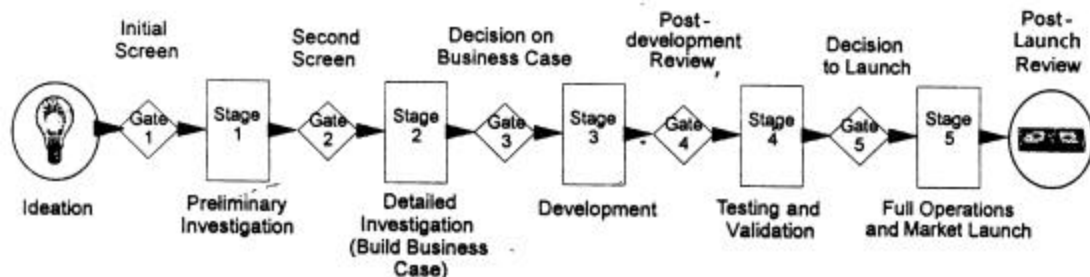 Initial
Screen
Second
Screen
Decision on
Business Case
Post-
development
Review,
Decision
to Launch
Post-
Launch
Review
Gate
1
Stage
1
Gate
2
Stage
2
Gate
3
Stage
3
Gate
4
Stage
4
Gate
5
Stage
5
Ideation
Preliminary
Investigation
Detailed
Investigation
(Build Business
Case)
Development
Testing and
Validation
Full Operations
and Market Launch